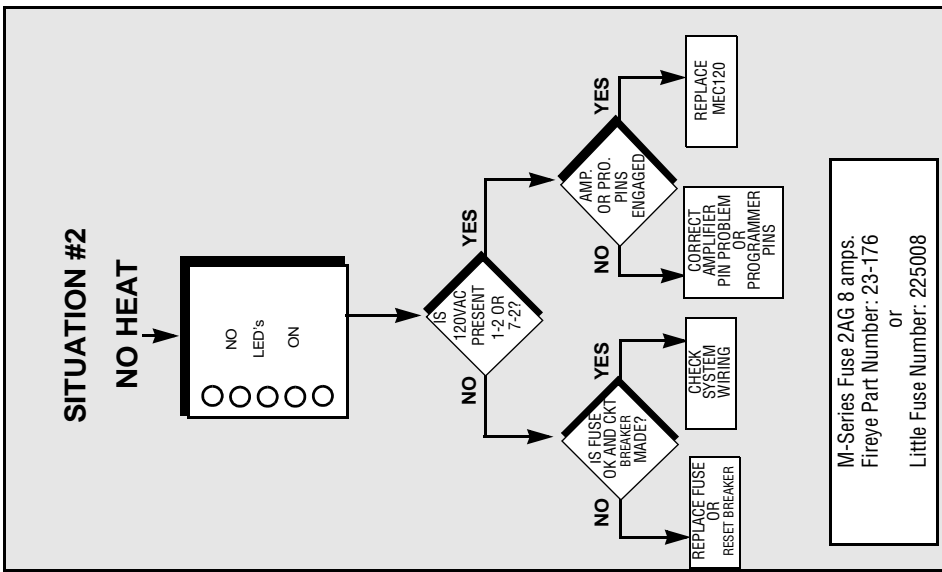 SITUATION #2
NO HEAT
NO
LED's
ON
IS
120VAC
PRESENT
1-2 OR
7-2?
NO
YES
IS FUSE
OK AND CKT
BREAKER
MADE?
NO
YES
REPLACE FUSE
OR
RESET BREAKER
CHECK
SYSTEM
WIRING
AMP.
OR PRO.
PINS
ENGAGED
NO
YES
CORRECT
AMPLIFIER
PIN PROBLEM
OR
PROGRAMMER
PINS
REPLACE
MEC120
M-Series Fuse 2AG 8 amps.
Fireye Part Number: 23-176
or
Little Fuse Number: 225008